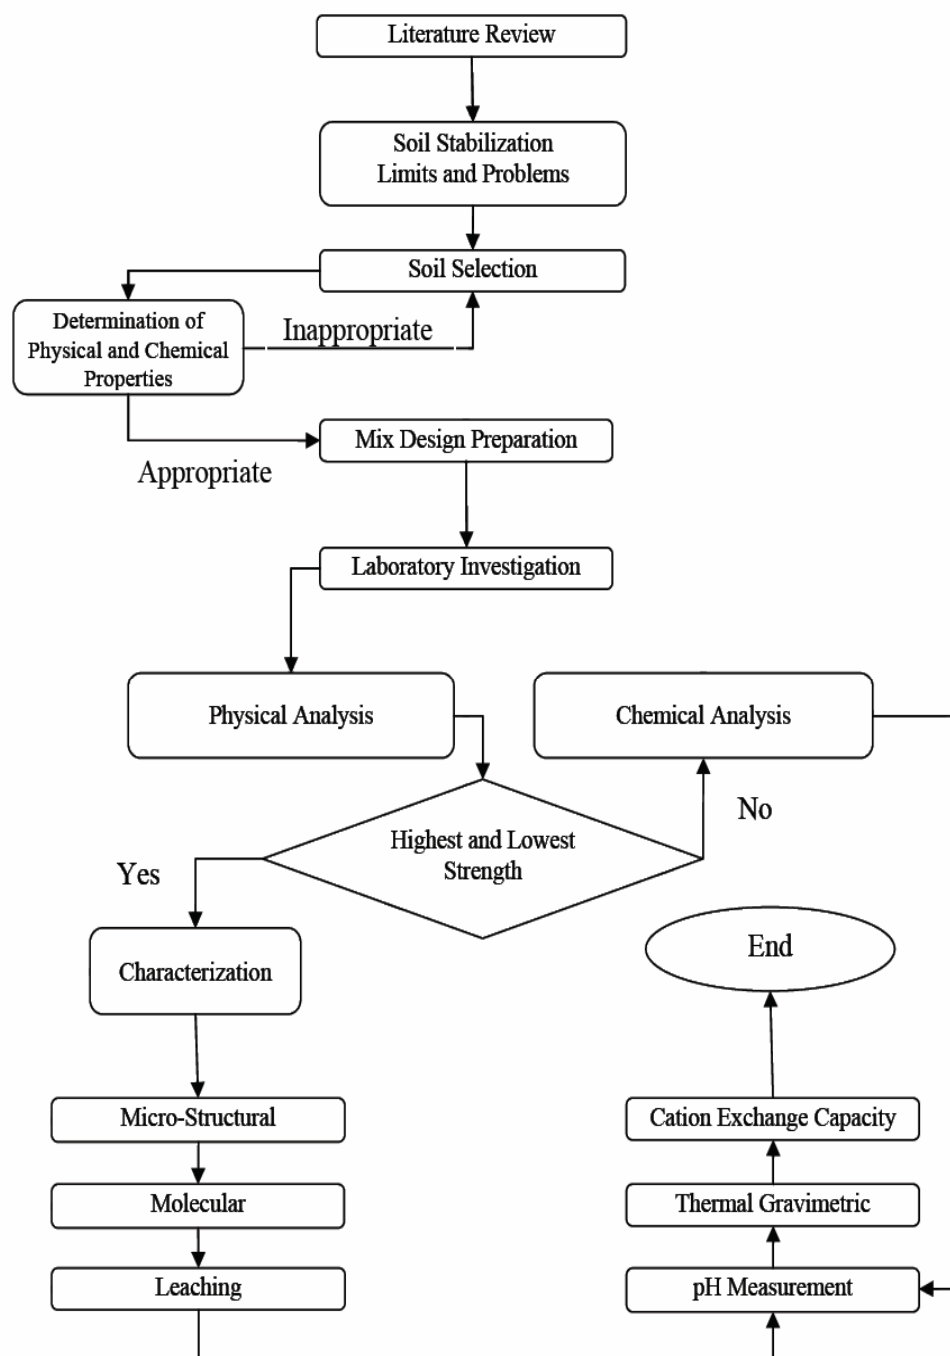 Literature Review
Soil Stabilization
Limits and Problems
Soil Selection
Determination of
Physical and Chemical
Properties
Inappropriate
Mix Design Preparation
Appropriate
Laboratory Investigation
Physical Analysis
Chemical Analysis
No
Highest and Lowest
Strength
Yes
End
Characterization
Micro-Structural
Cation Exchange Capacity
Molecular
Thermal Gravimetric
Leaching
pH Measurement